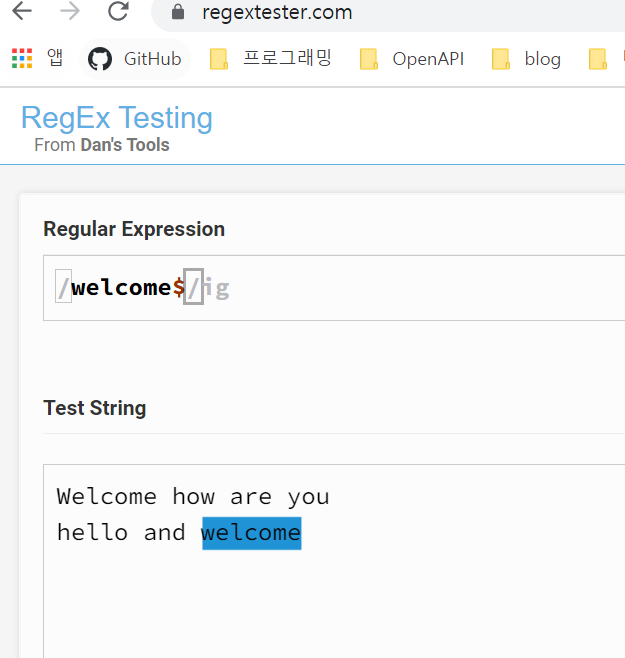 regextester.com
앱 GitHub 프로그래밍 OpenAPI blog
RegEx Testing
From Dan's Tools
Regular Expression
/welcome$/ig
Test String
Welcome how are you
hello and welcome